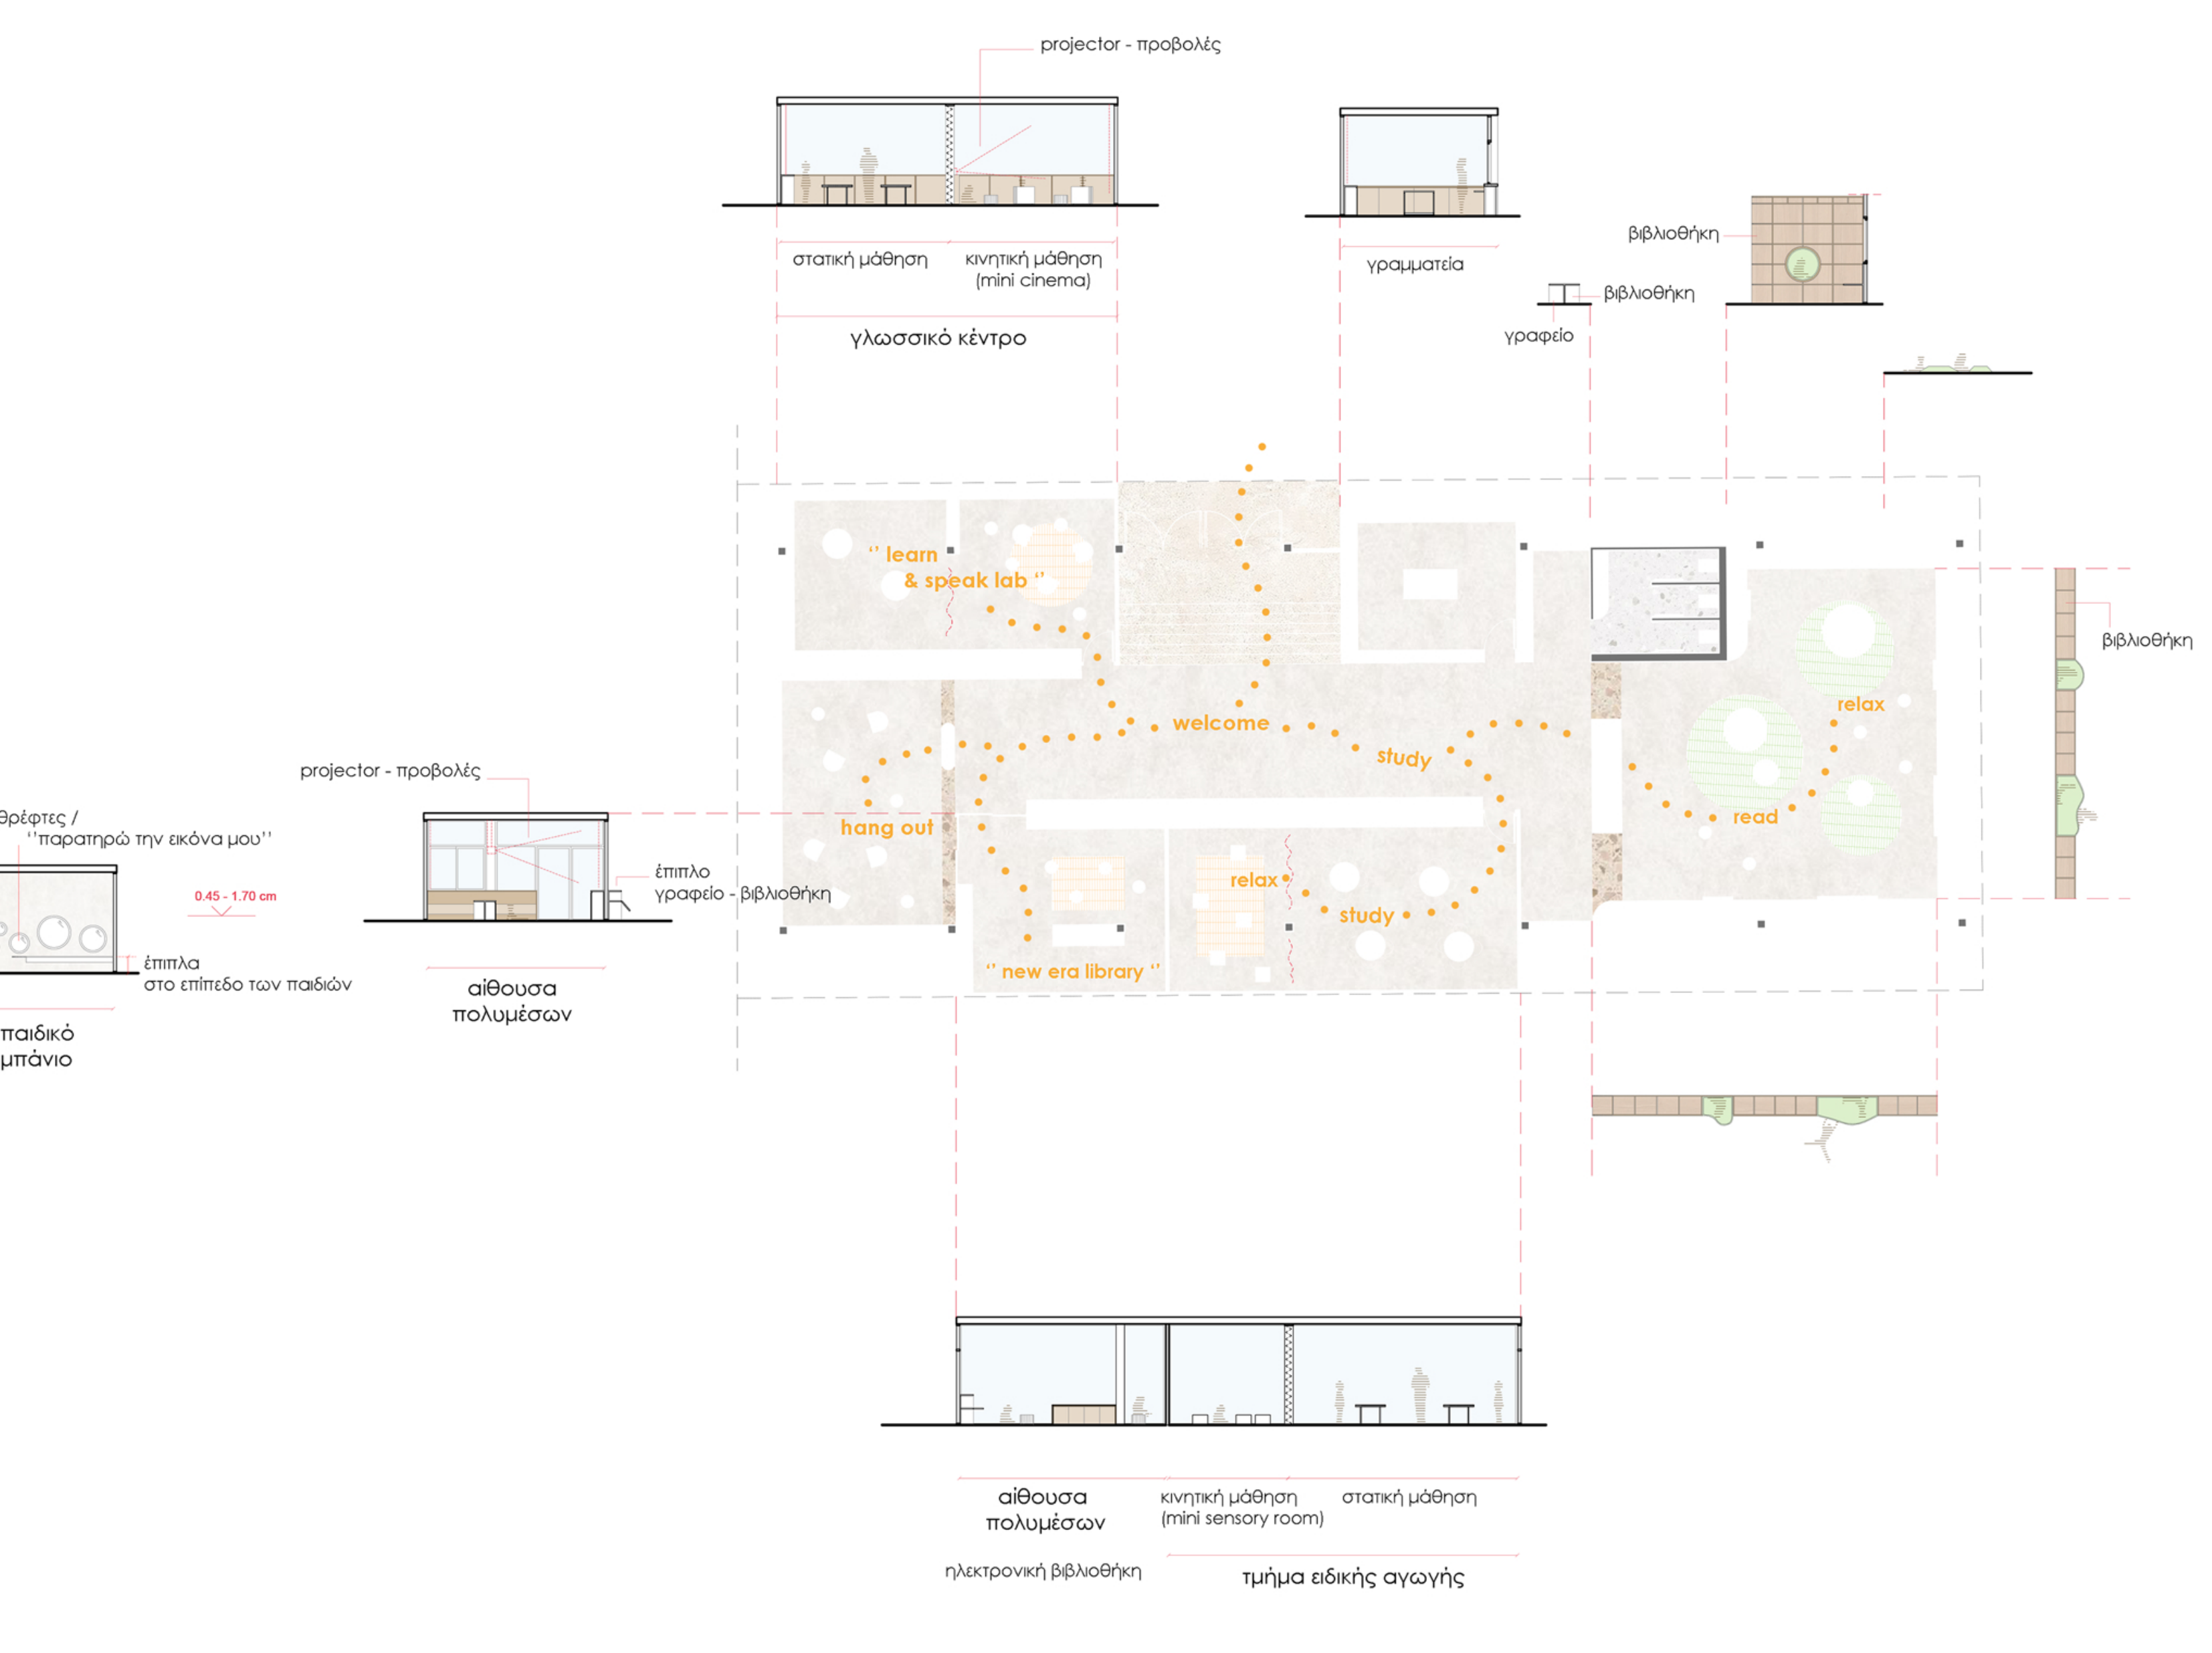 projector - προβολές
στατική μάθηση
κινητική μάθηση
(mini cinema)
γλωσσικό κέντρο
γραμματεία
βιβλιοθήκη
βιβλιοθήκη
γραφείο
βιβλιοθήκη
‘’ learn
& speak lab ‘’
welcome
study
relax
read
hang out
relax
study
‘’ new era library ‘’
projector - προβολές
έπιπλο
γραφείο - βιβλιοθήκη
αίθουσα
πολυμέσων
θρέφτες /
‘’παρατηρώ την εικόνα μου’’
0.45 - 1.70 cm
έπιπλα
στο επίπεδο των παιδιών
παιδικό
μπάνιο
αίθουσα
πολυμέσων
ηλεκτρονική βιβλιοθήκη
κινητική μάθηση
(mini sensory room)
στατική μάθηση
τμήμα ειδικής αγωγής